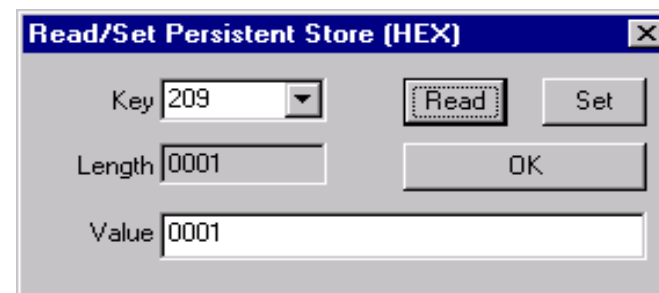 Read/Set Persistent Store (HEX)
Key 209 Read Set
Length 0001 OK
Value 0001